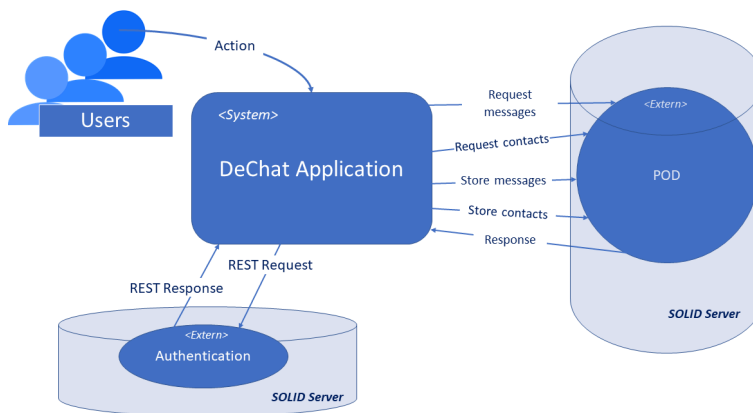 Action
Users
<System>
DeChat Application
Request
messages
Request contacts
Store messages
Store contacts
Response
<Extern>
POD
SOLID Server
REST Request
REST Response
<Extern>
Authentication
SOLID Server